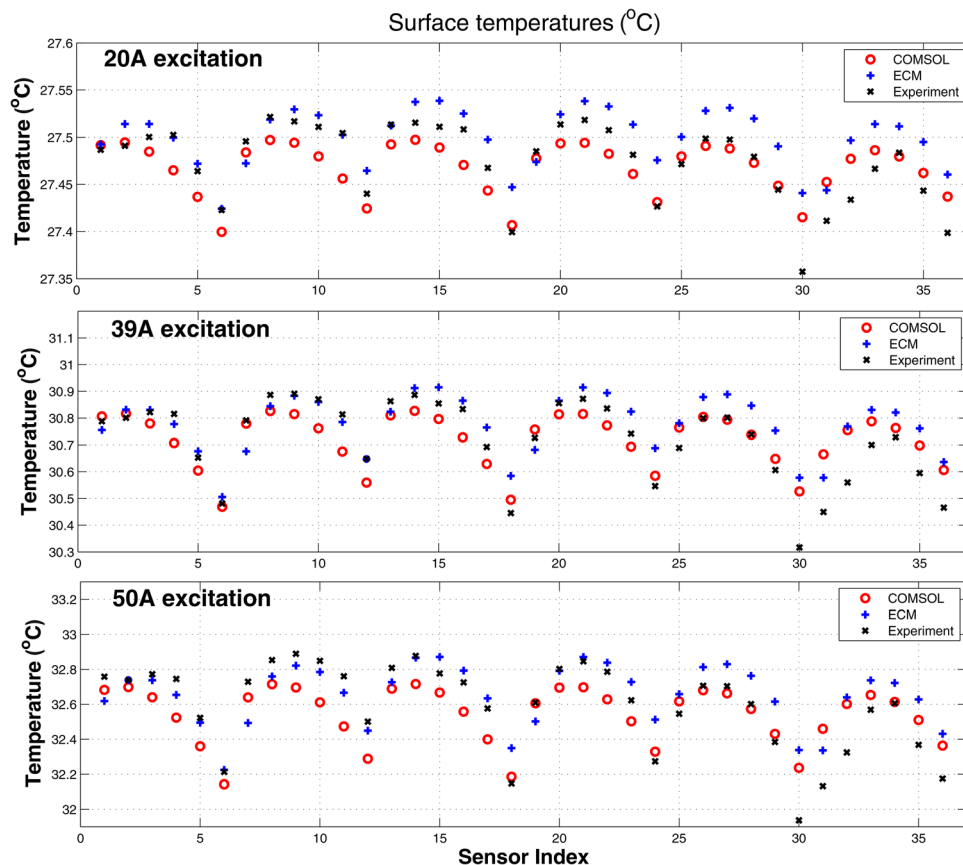 Surface temperatures (°C)
20A excitation
COMSOL
ECM
Experiment
Temperature (°C)
27.6
27.55
27.5
27.45
27.4
27.35
0 5 10 15 20 25 30 35
39A excitation
COMSOL
ECM
Experiment
Temperature (°C)
31.1
31
30.9
30.8
30.7
30.6
30.5
30.4
30.3
0 5 10 15 20 25 30 35
50A excitation
COMSOL
ECM
Experiment
Temperature (°C)
33.2
33
32.8
32.6
32.4
32.2
32
0 5 10 15 20 25 30 35
Sensor Index